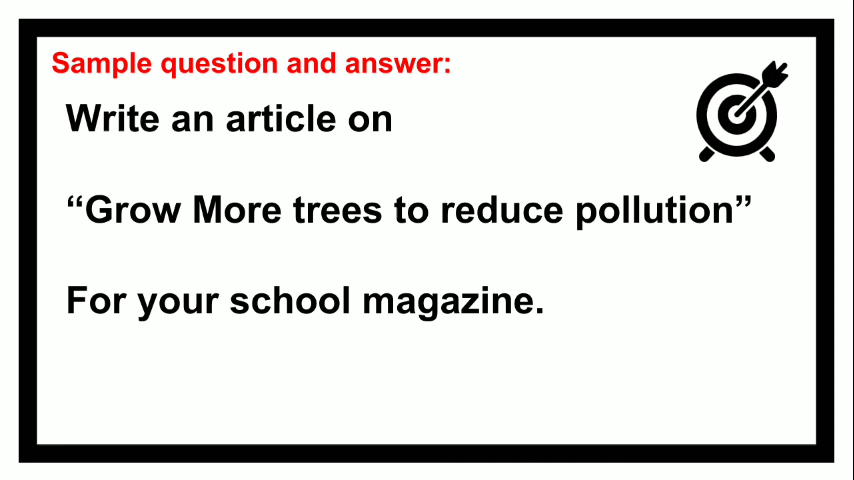 Sample question and answer:
Write an article on
“Grow More trees to reduce pollution”
For your school magazine.